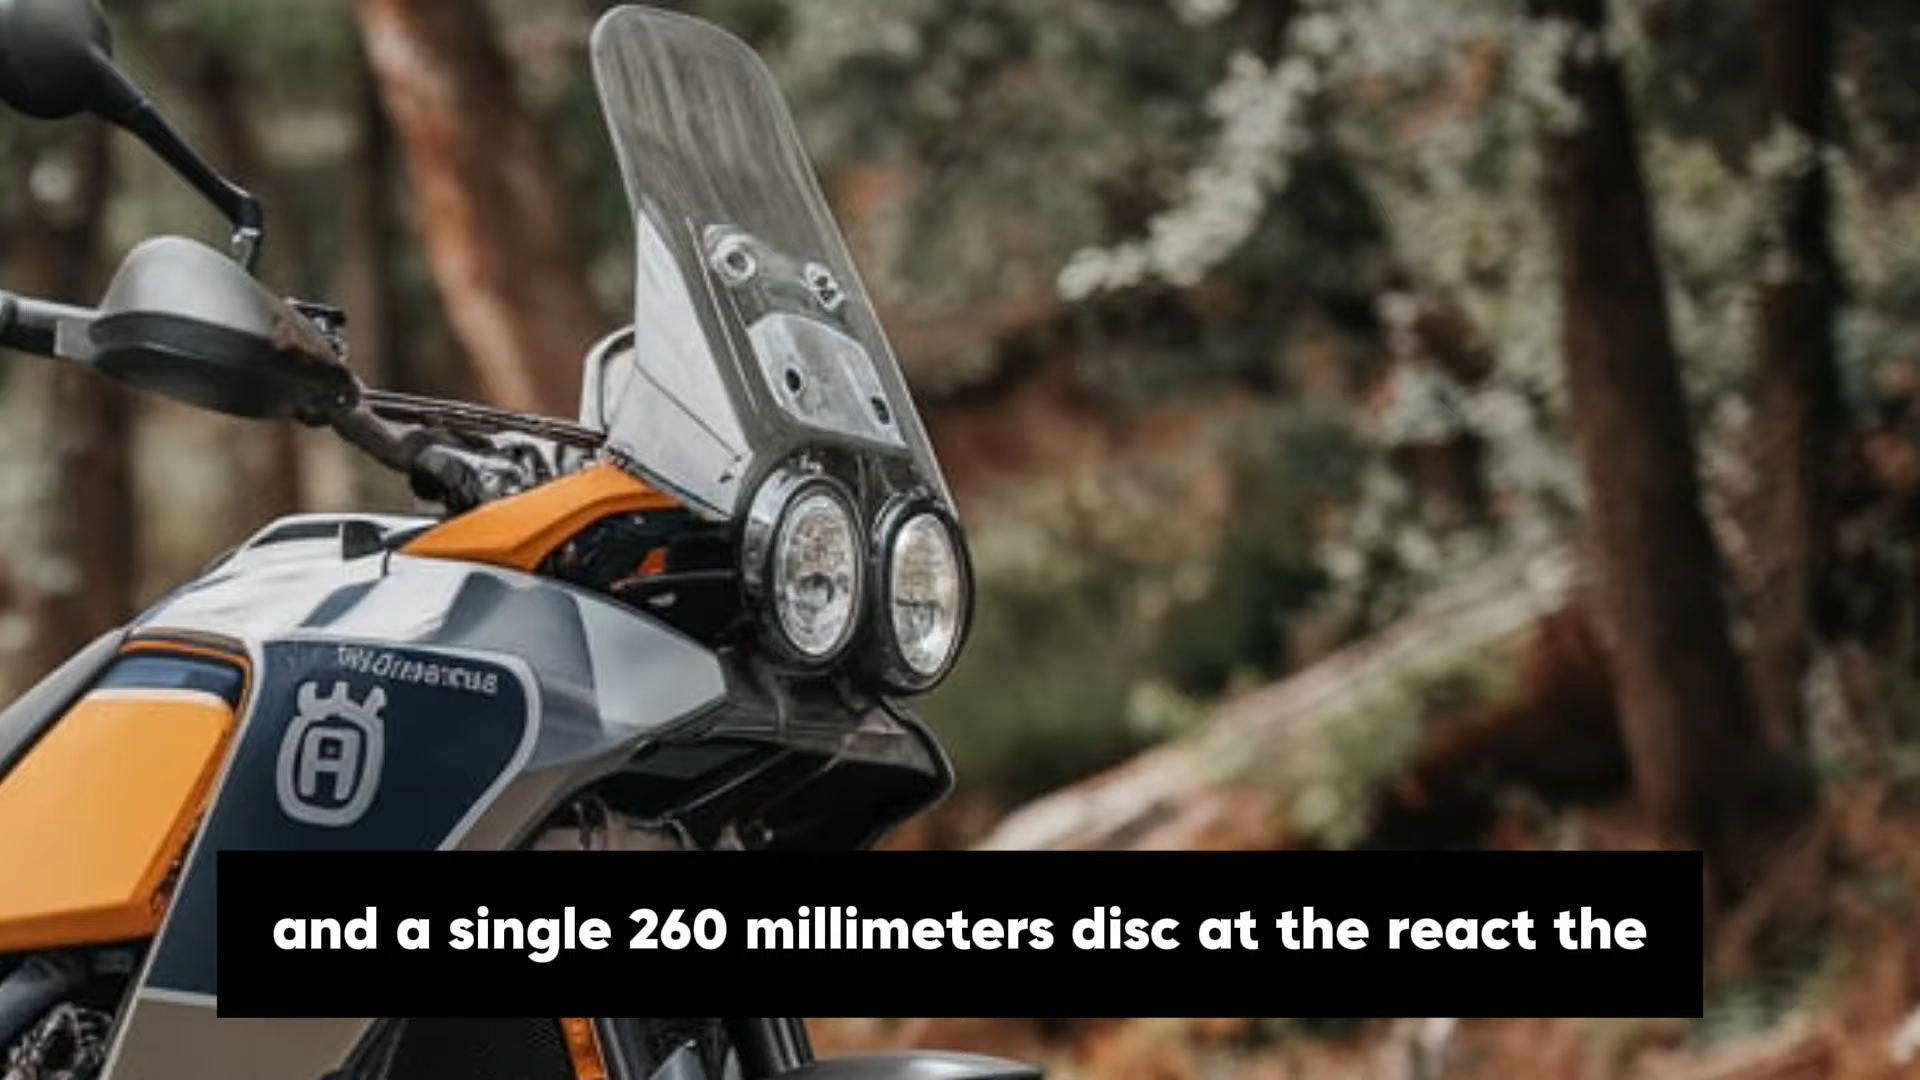 and a single 260 millimeters disc at the react the